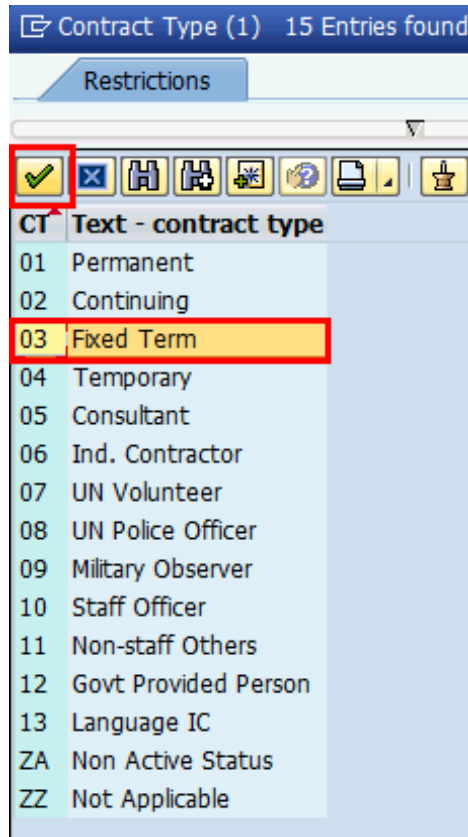 Contract Type (1) 15 Entries found
Restrictions
CT Text - contract type
01 Permanent
02 Continuing
03 Fixed Term
04 Temporary
05 Consultant
06 Ind. Contractor
07 UN Volunteer
08 UN Police Officer
09 Military Observer
10 Staff Officer
11 Non-staff Others
12 Govt Provided Person
13 Language IC
ZA Non Active Status
ZZ Not Applicable